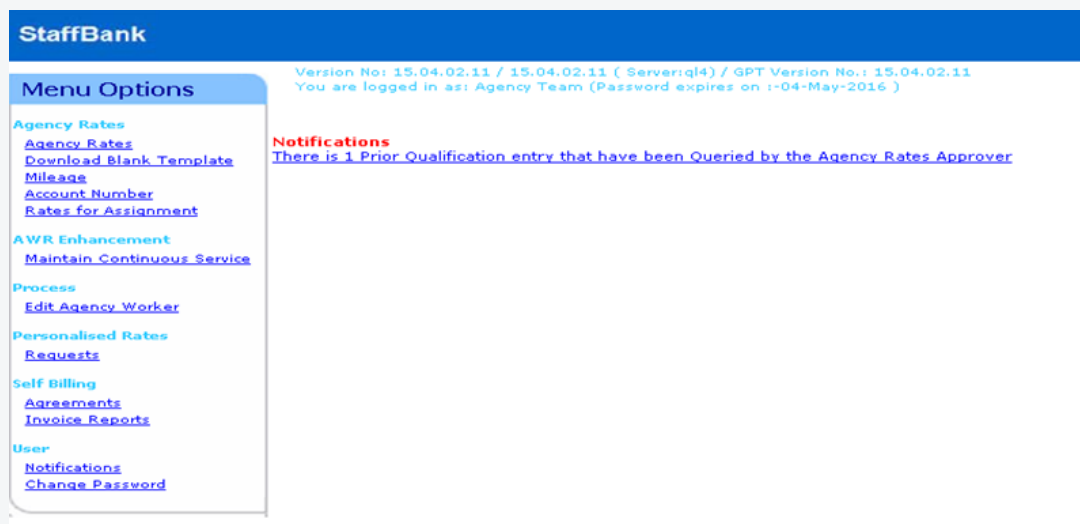 StaffBank
Version No: 15.04.02.11 / 15.04.02.11 ( Server:ql4) / GPT Version No.: 15.04.02.11
You are logged in as: Agency Team (Password expires on :-04-May-2016 )
Menu Options
Agency Rates
Agency Rates
Download Blank Template
Mileage
Account Number
Rates for Assignment
AWR Enhancement
Maintain Continuous Service
Process
Edit Agency Worker
Personalised Rates
Requests
Self Billing
Agreements
Invoice Reports
User
Notifications
Change Password
Notifications
There is 1 Prior Qualification entry that have been Queried by the Agency Rates Approver